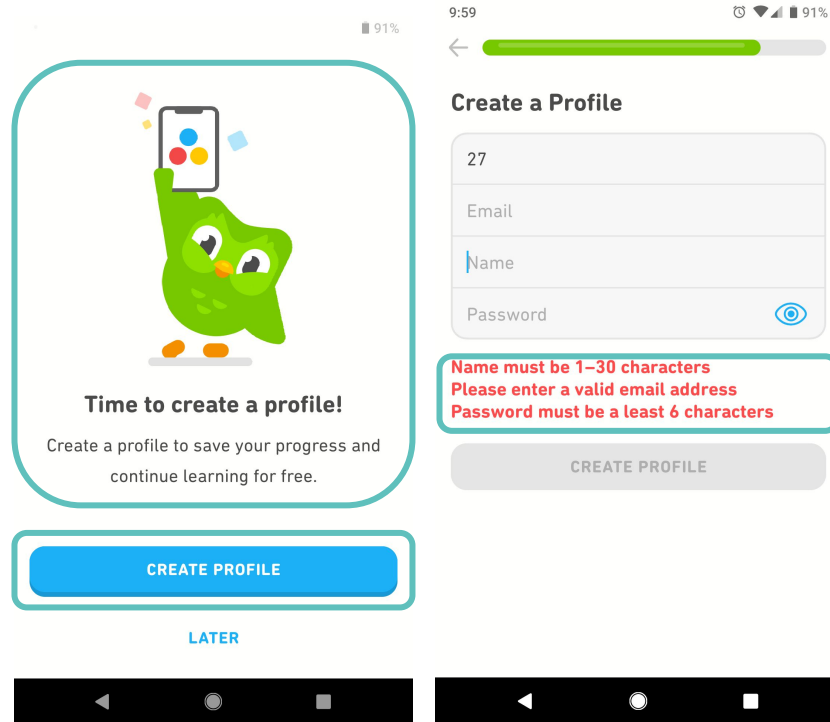 91%
Time to create a profile!
Create a profile to save your progress and
continue learning for free.
CREATE PROFILE
LATER
9:59
91%
Create a Profile
27
Email
Name
Password
Name must be 1–30 characters
Please enter a valid email address
Password must be a least 6 characters
CREATE PROFILE